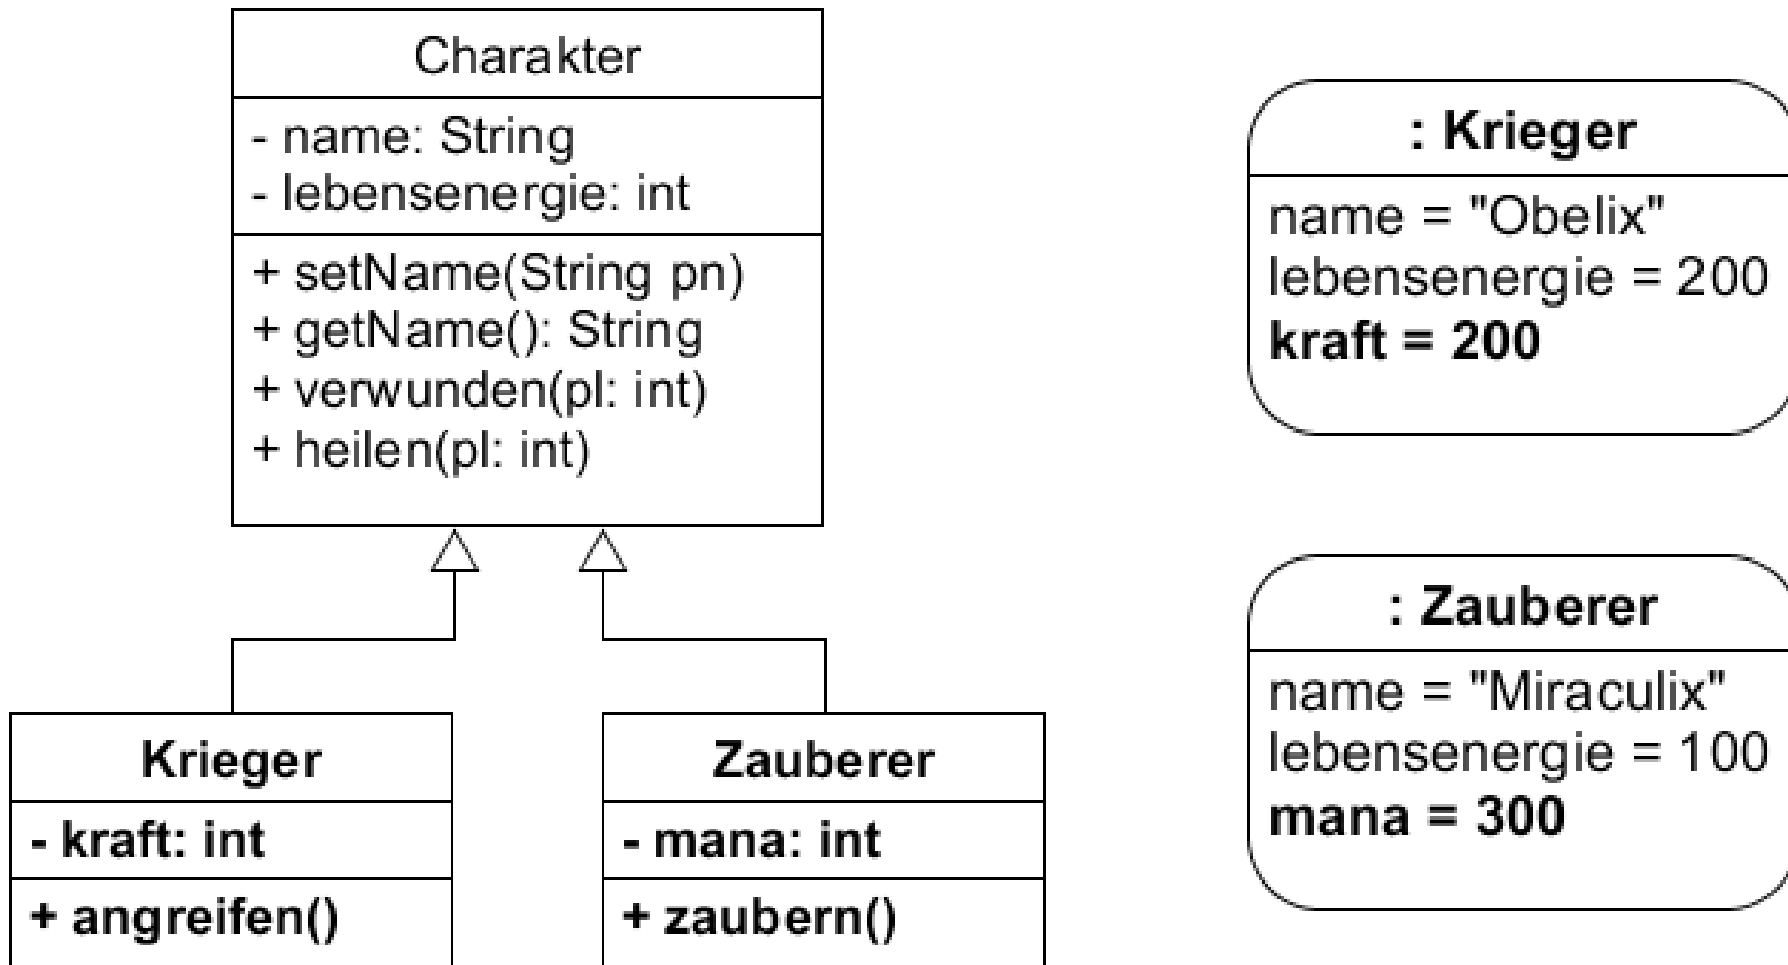 Charakter
- name: String
- lebensenergie: int
+ setName(String pn)
+ getName(): String
+ verwunden(pl: int)
+ heilen(pl: int)
Krieger
- kraft: int
+ angreifen()
Zauberer
- mana: int
+ zaubern()
: Krieger
name = "Obelix"
lebensenergie = 200
kraft = 200
: Zauberer
name = "Miraculix"
lebensenergie = 100
mana = 300